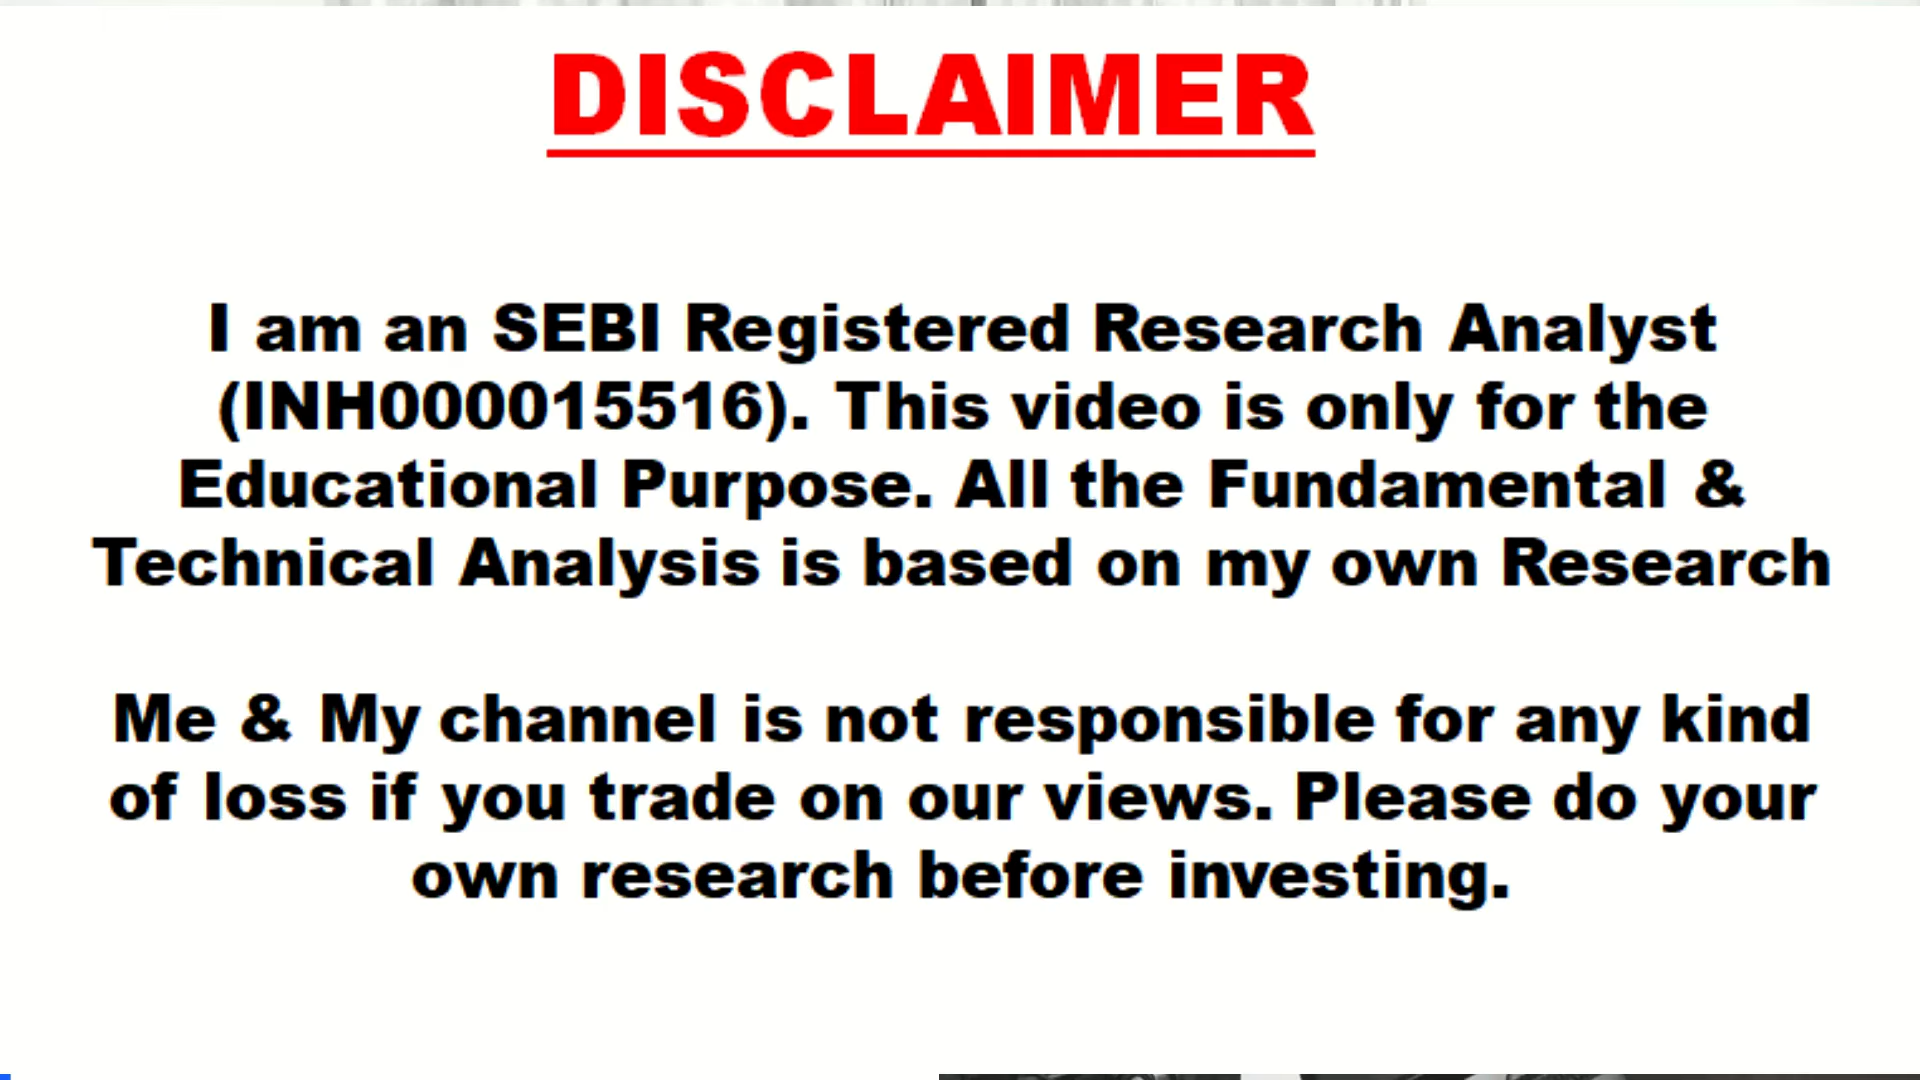 DISCLAIMER
I am an SEBI Registered Research Analyst
(INH000015516). This video is only for the
Educational Purpose. All the Fundamental &
Technical Analysis is based on my own Research
Me & My channel is not responsible for any kind
of loss if you trade on our views. Please do your
own research before investing.